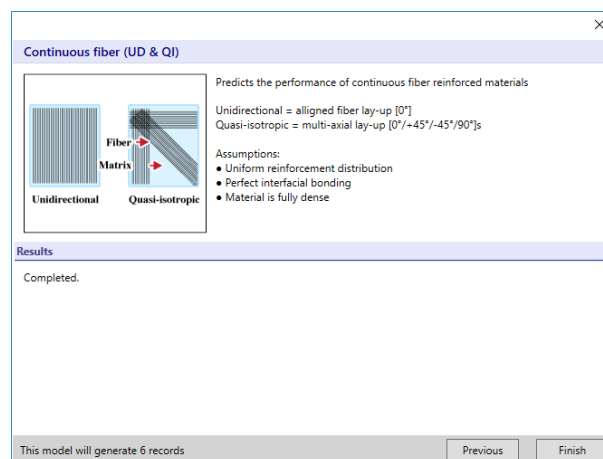 ×
Continuous fiber (UD & QI)
Predicts the performance of continuous fiber reinforced materials
Unidirectional = alligned fiber lay-up [0°]
Quasi-isotropic = multi-axial lay-up [0°/+45°/-45°/90°]s
Assumptions:
● Uniform reinforcement distribution
● Perfect interfacial bonding
● Material is fully dense
Fiber
Matrix
Unidirectional Quasi-isotropic
Results
Completed.
This model will generate 6 records
Previous Finish